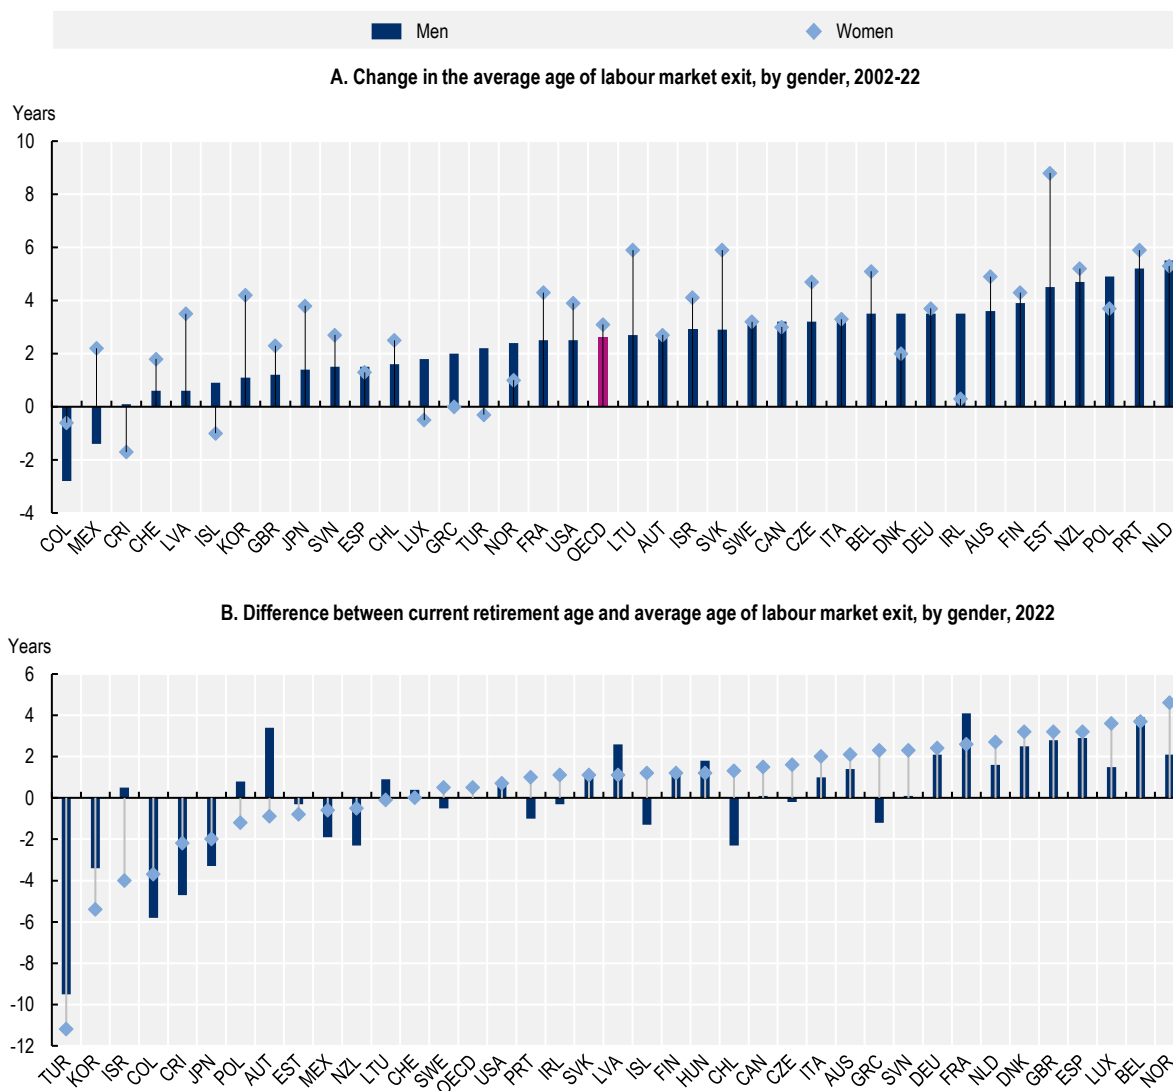 Men Women
A. Change in the average age of labour market exit, by gender, 2002-22
Years
10
8
6
4
2
0
-2
-4
COL MEX CRI CHE LVA ISL KOR GBR JPN SVN ESP CHL LUX GRC TUR NOR FRA USA OECD LTU AUT ISR SVK SWE CAN CZE ITA BEL DNK DEU IRL AUS FIN EST NZL POL PRT NLD
B. Difference between current retirement age and average age of labour market exit, by gender, 2022
Years
6
4
2
0
-2
-4
-6
-8
-10
-12
TUR KOR ISR COL CRI JPN POL AUT EST MEX NZL LTU CHE SWE OECD USA PRT IRL SVK LVA ISL FIN HUN CHL CAN CZE ITA AUS GRC SVN DEU FRA NLD DNK GBR ESP LUX BEL NOR